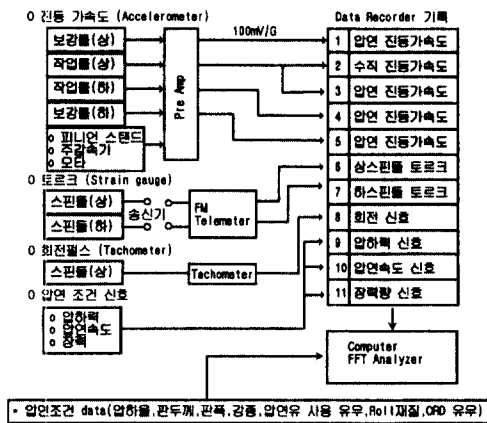 O 진동 가속도 (Accelerometer)
보강롤(상)
작업롤(상)
작업롤(하)
보강롤(하)
o 피니언 스탠드
o 주감속기
o 모터
Pre Amp
100mV/G
O 토르크 (Strain gauge)
스핀들(상)
스핀들(하)
송신기
FM
Telemeter
O 회전펄스 (Tachometer)
스핀들(상)
Tachometer
O 압연 조건 신호
o 압하력
o 압연속도
o 장력
Data Recorder 기록
1 압연 진동가속도
2 수직 진동가속도
3 압연 진동가속도
4 압연 진동가속도
5 압연 진동가속도
6 상스핀들 토르크
7 하스핀들 토르크
8 회전 신호
9 압하력 신호
10 압연속도 신호
11 장력량 신호
Computer
FFT Analyzer
* 압연조건 data(압하율,판두께,판폭,강종,압연유 사용 유무,Roll재질,ORD 유무)